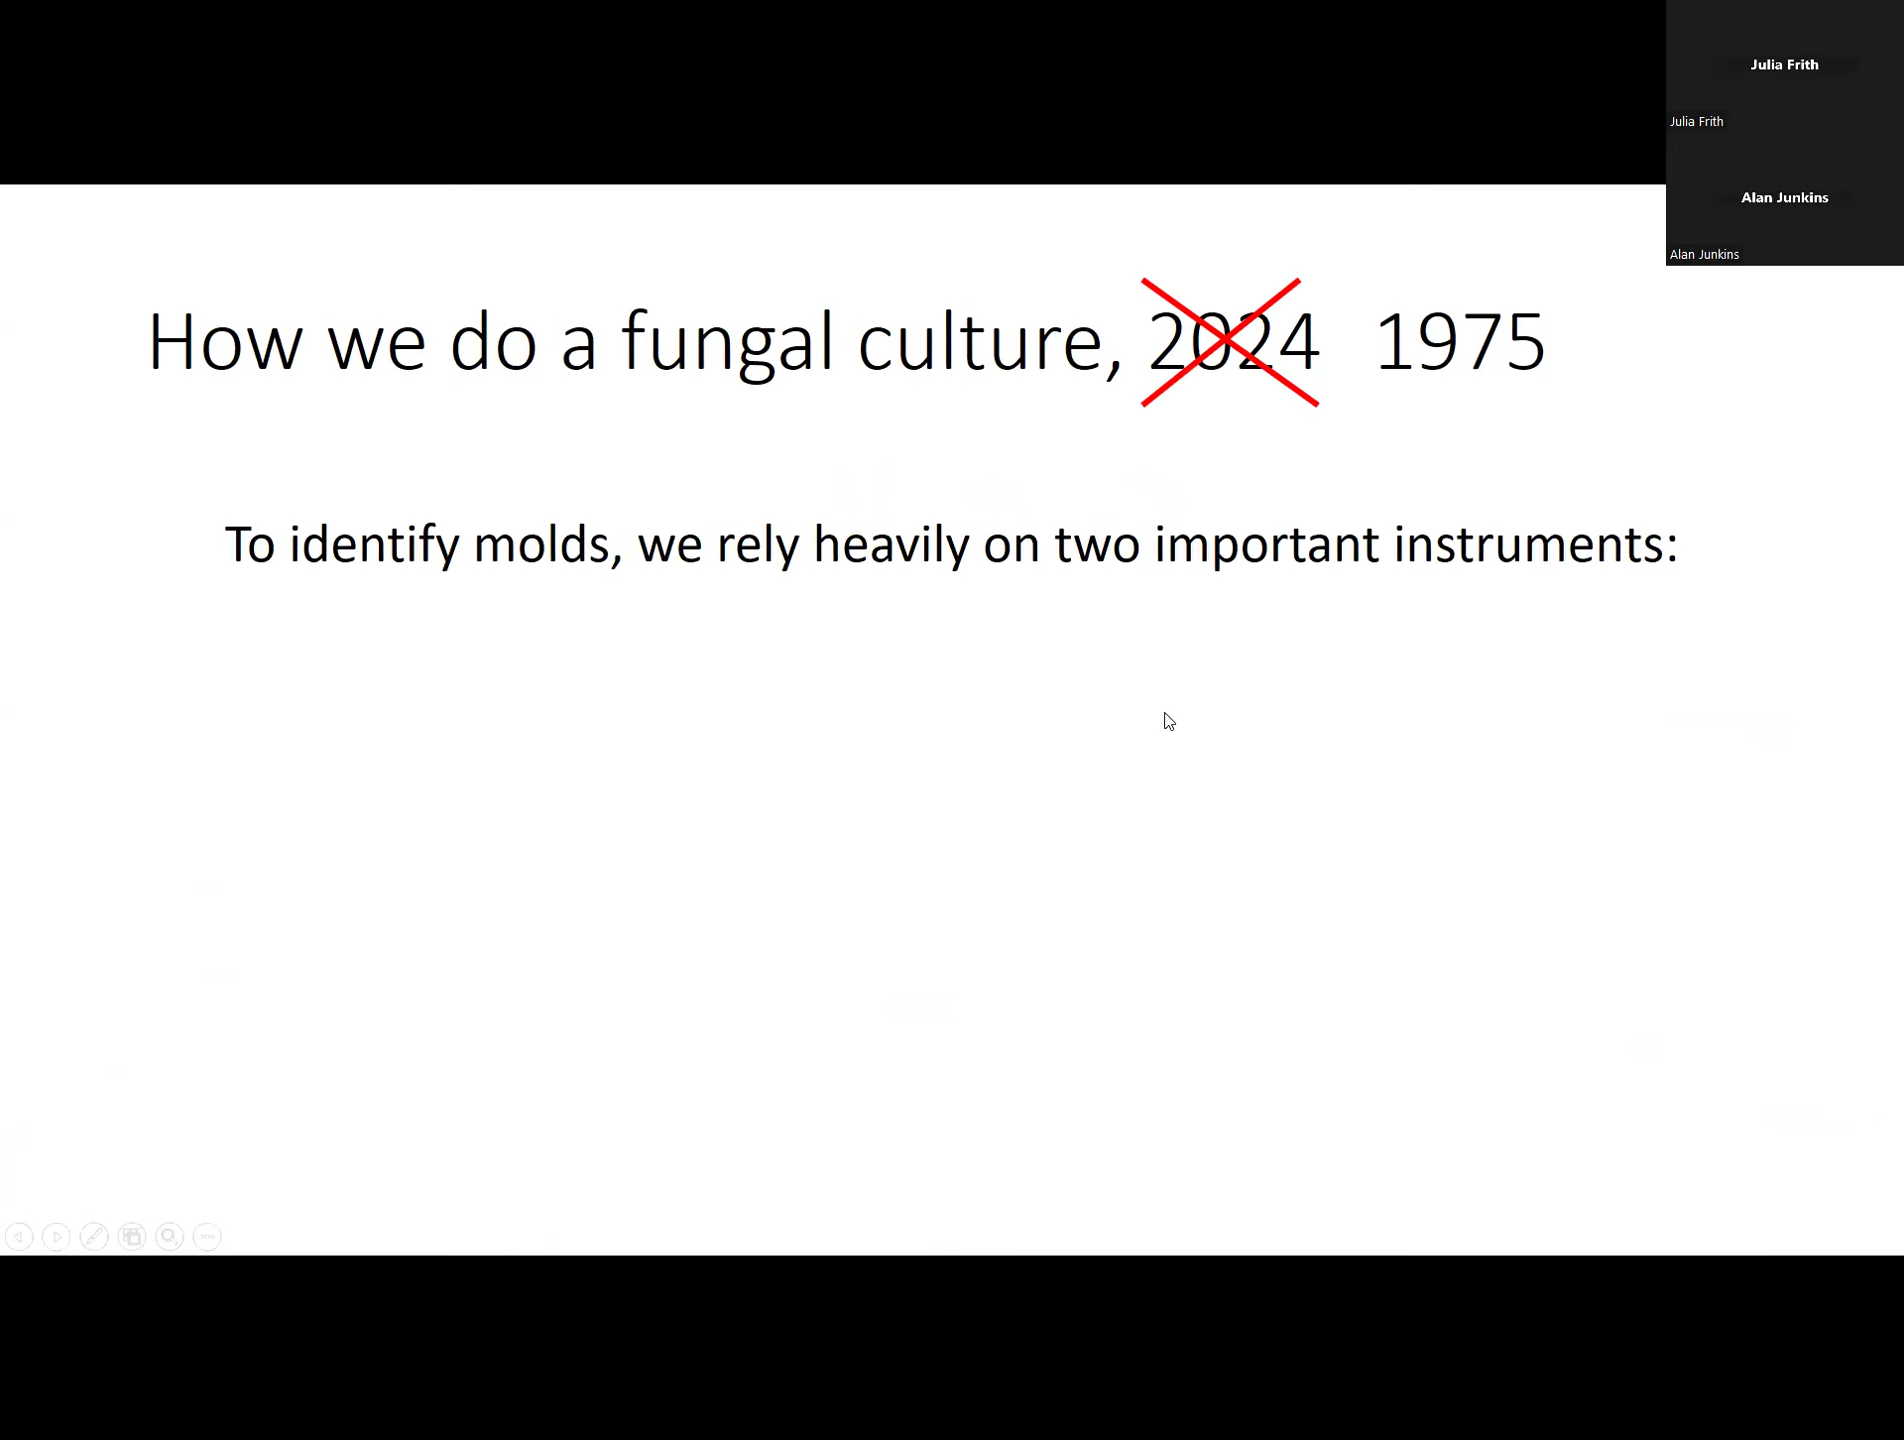 Julia Frith
Julia Frith
Alan Junkins
Alan Junkins
How we do a fungal culture, 2024 1975
To identify molds, we rely heavily on two important instruments: